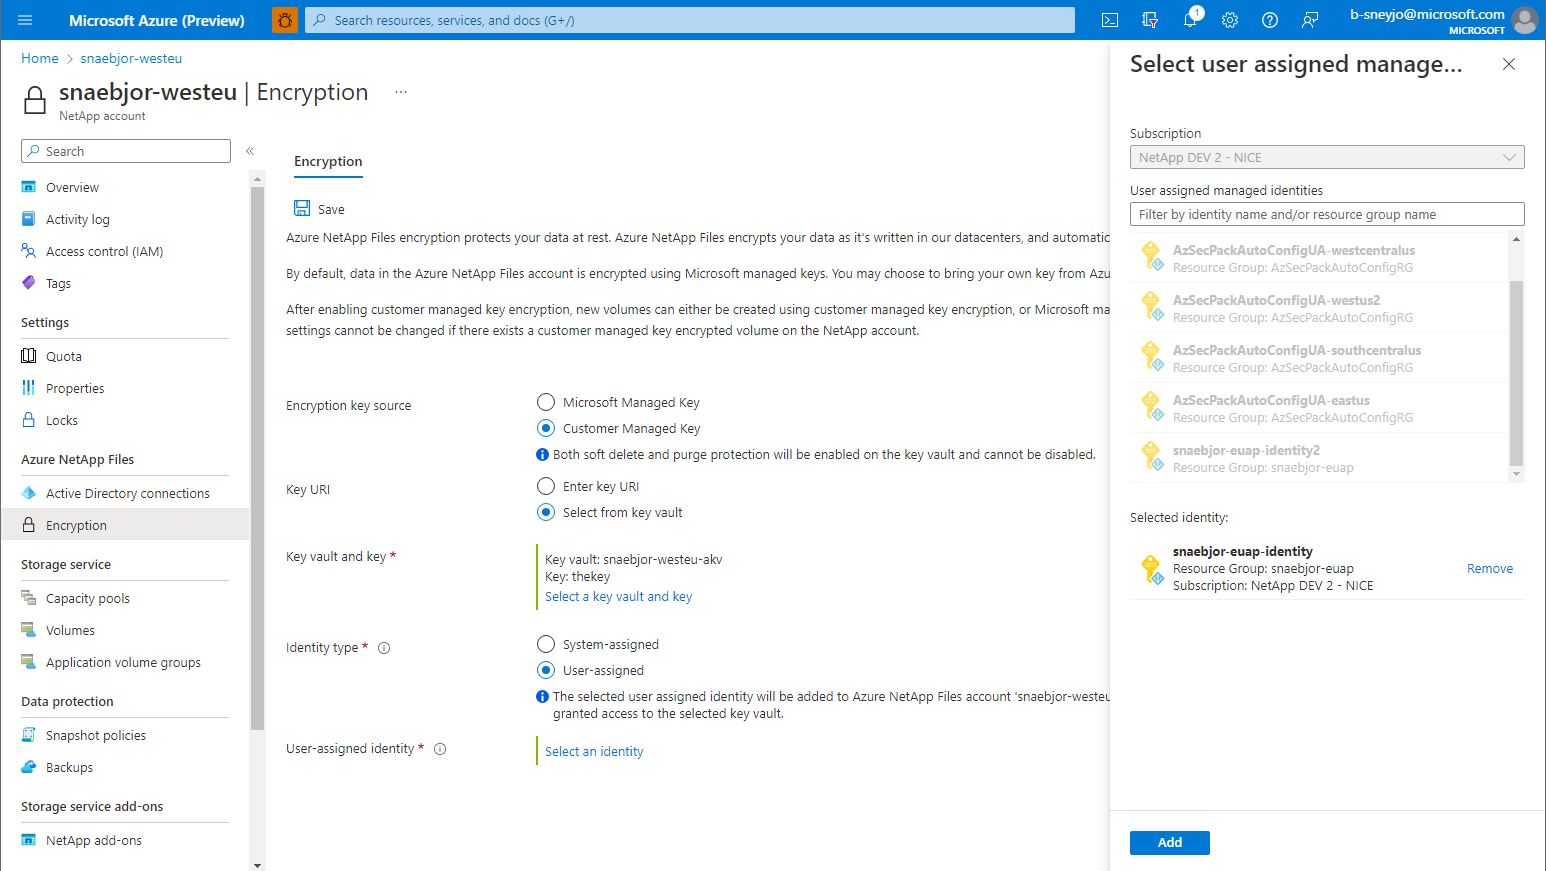 Microsoft Azure (Preview)
Search resources, services, and docs (G+/)
1
b-sneyjo@microsoft.com
MICROSOFT
Home > snaebjor-westeu
snaebjor-westeu | Encryption ...
NetApp account
Search
«
Overview
Activity log
Access control (IAM)
Tags
Settings
Quota
Properties
Locks
Azure NetApp Files
Active Directory connections
Encryption
Storage service
Capacity pools
Volumes
Application volume groups
Data protection
Snapshot policies
Backups
Storage service add-ons
NetApp add-ons
Encryption
Save
Azure NetApp Files encryption protects your data at rest. Azure NetApp Files encrypts your data as it's written in our datacenters, and automatic
By default, data in the Azure NetApp Files account is encrypted using Microsoft managed keys. You may choose to bring your own key from Azu
After enabling customer managed key encryption, new volumes can either be created using customer managed key encryption, or Microsoft ma
settings cannot be changed if there exists a customer managed key encrypted volume on the NetApp account.
Encryption key source
Microsoft Managed Key
Customer Managed Key
Both soft delete and purge protection will be enabled on the key vault and cannot be disabled.
Key URI
Enter key URI
Select from key vault
Key vault and key *
Key vault: snaebjor-westeu-akv
Key: thekey
Select a key vault and key
Identity type *
System-assigned
User-assigned
The selected user assigned identity will be added to Azure NetApp Files account 'snaebjor-westeu
granted access to the selected key vault.
User-assigned identity *
Select an identity
Select user assigned manage...
Subscription
NetApp DEV 2 - NICE
User assigned managed identities
Filter by identity name and/or resource group name
AzSecPackAutoConfigUA-westcentralus
Resource Group: AzSecPackAutoConfigRG
AzSecPackAutoConfigUA-westus2
Resource Group: AzSecPackAutoConfigRG
AzSecPackAutoConfigUA-southcentralus
Resource Group: AzSecPackAutoConfigRG
AzSecPackAutoConfigUA-eastus
Resource Group: AzSecPackAutoConfigRG
snaebjor-euap-identity2
Resource Group: snaebjor-euap
Selected identity:
snaebjor-euap-identity
Resource Group: snaebjor-euap
Subscription: NetApp DEV 2 - NICE
Remove
Add